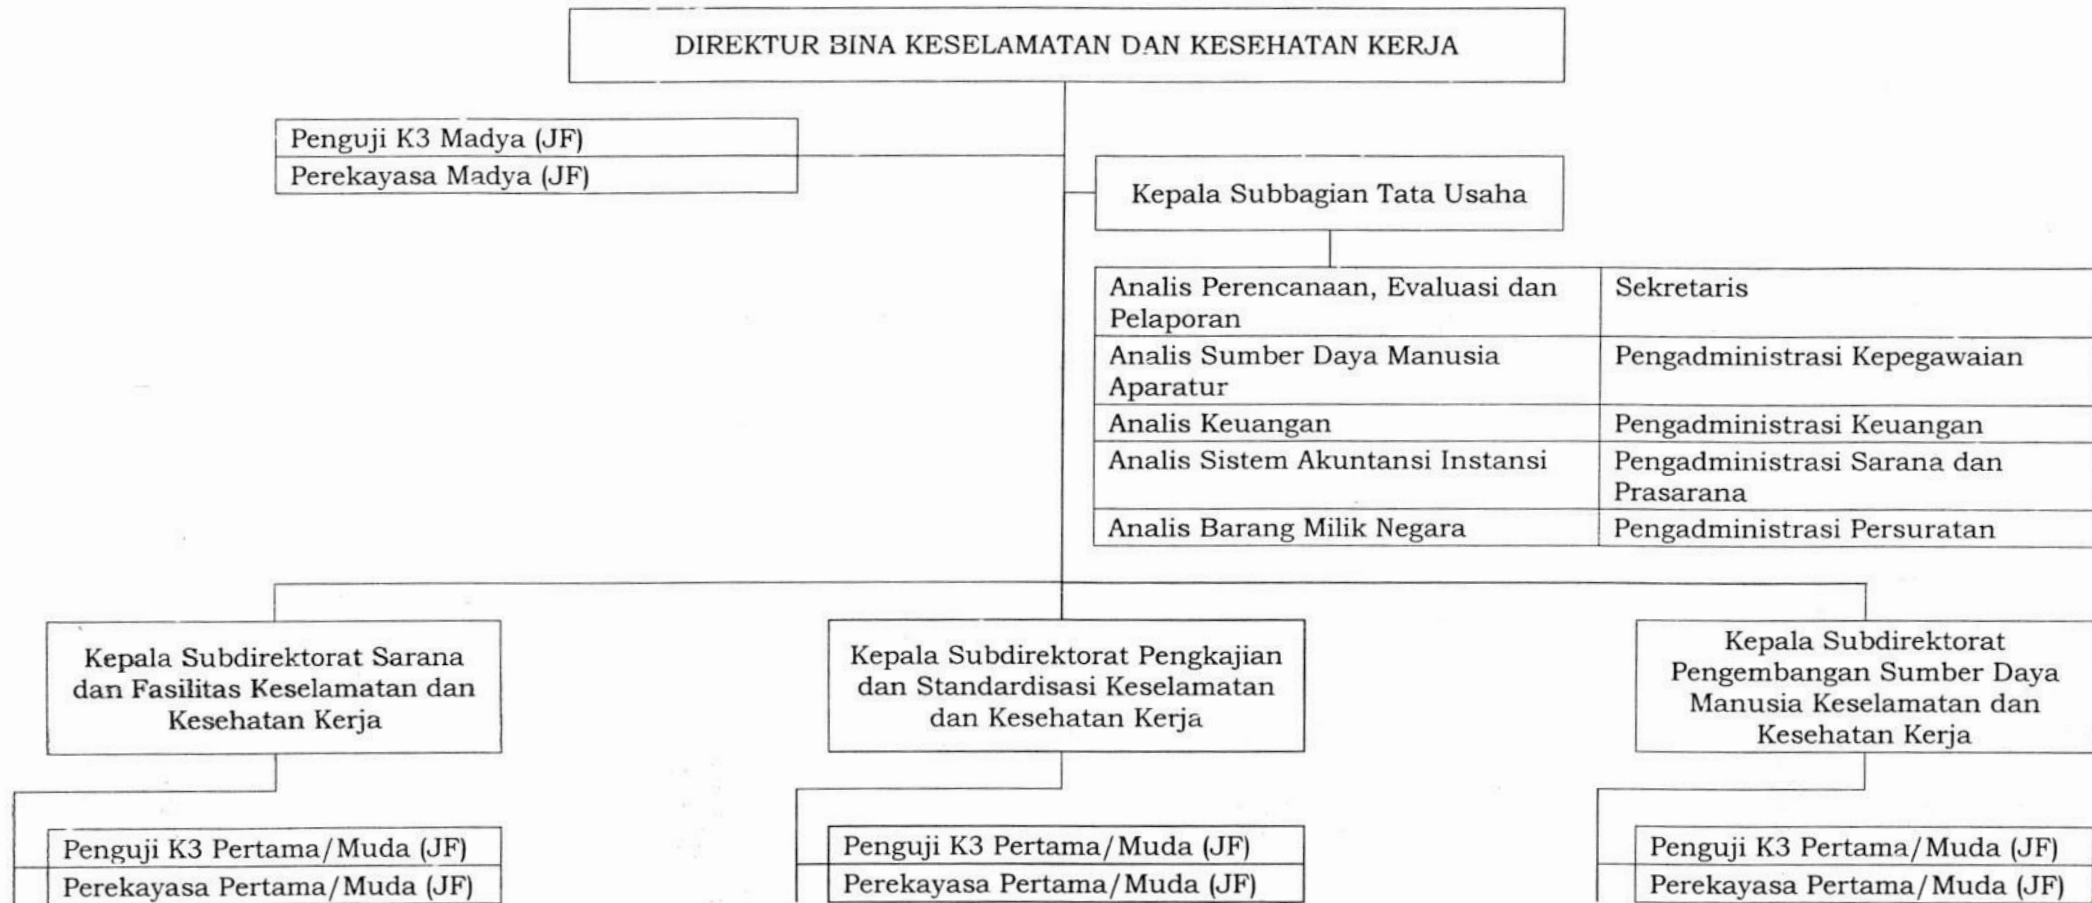 DIREKTUR BINA KESELAMATAN DAN KESEHATAN KERJA
Penguji K3 Madya (JF)
Perekayasa Madya (JF)
Kepala Subbagian Tata Usaha
Analis Perencanaan, Evaluasi dan
Pelaporan
Sekretaris
Analis Sumber Daya Manusia
Aparatur
Pengadministrasi Kepegawaian
Analis Keuangan
Pengadministrasi Keuangan
Analis Sistem Akuntansi Instansi
Pengadministrasi Sarana dan
Prasarana
Analis Barang Milik Negara
Pengadministrasi Persuratan
Kepala Subdirektorat Sarana
dan Fasilitas Keselamatan dan
Kesehatan Kerja
Kepala Subdirektorat Pengkajian
dan Standardisasi Keselamatan
dan Kesehatan Kerja
Kepala Subdirektorat
Pengembangan Sumber Daya
Manusia Keselamatan dan
Kesehatan Kerja
Penguji K3 Pertama/Muda (JF)
Perekayasa Pertama/Muda (JF)
Penguji K3 Pertama/Muda (JF)
Perekayasa Pertama/Muda (JF)
Penguji K3 Pertama/Muda (JF)
Perekayasa Pertama/Muda (JF)